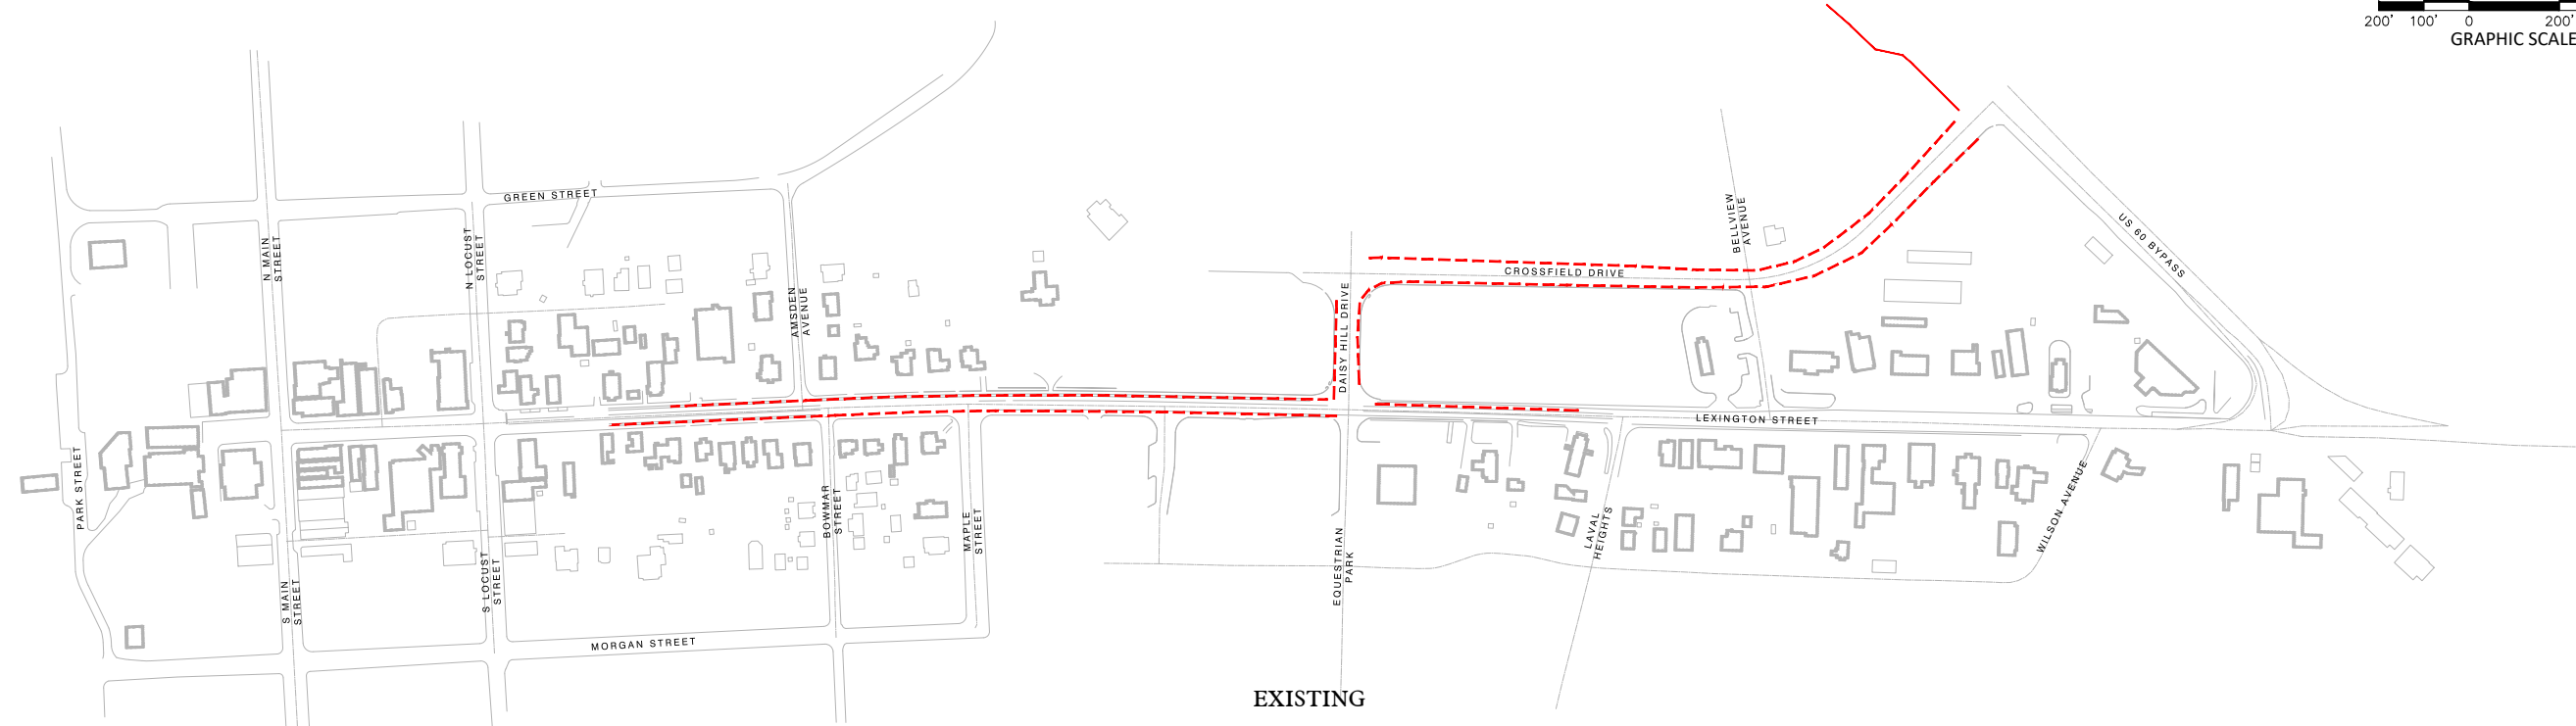 200' 100' 0 200'
GRAPHIC SCALE
GREEN STREET
N MAIN
STREET
N LOCUST
STREET
BELLVIEW
AVENUE
US 60 BYPASS
CROSSFIELD DRIVE
AMSDEN
AVENUE
DAISY HILL DRIVE
LEXINGTON STREET
PARK STREET
BOWMAR
STREET
MAPLE
STREET
EQUESTRIAN
PARK
LAVAL
HEIGHTS
WILSON AVENUE
S MAIN
STREET
S LOCUST
STREET
MORGAN STREET
EXISTING